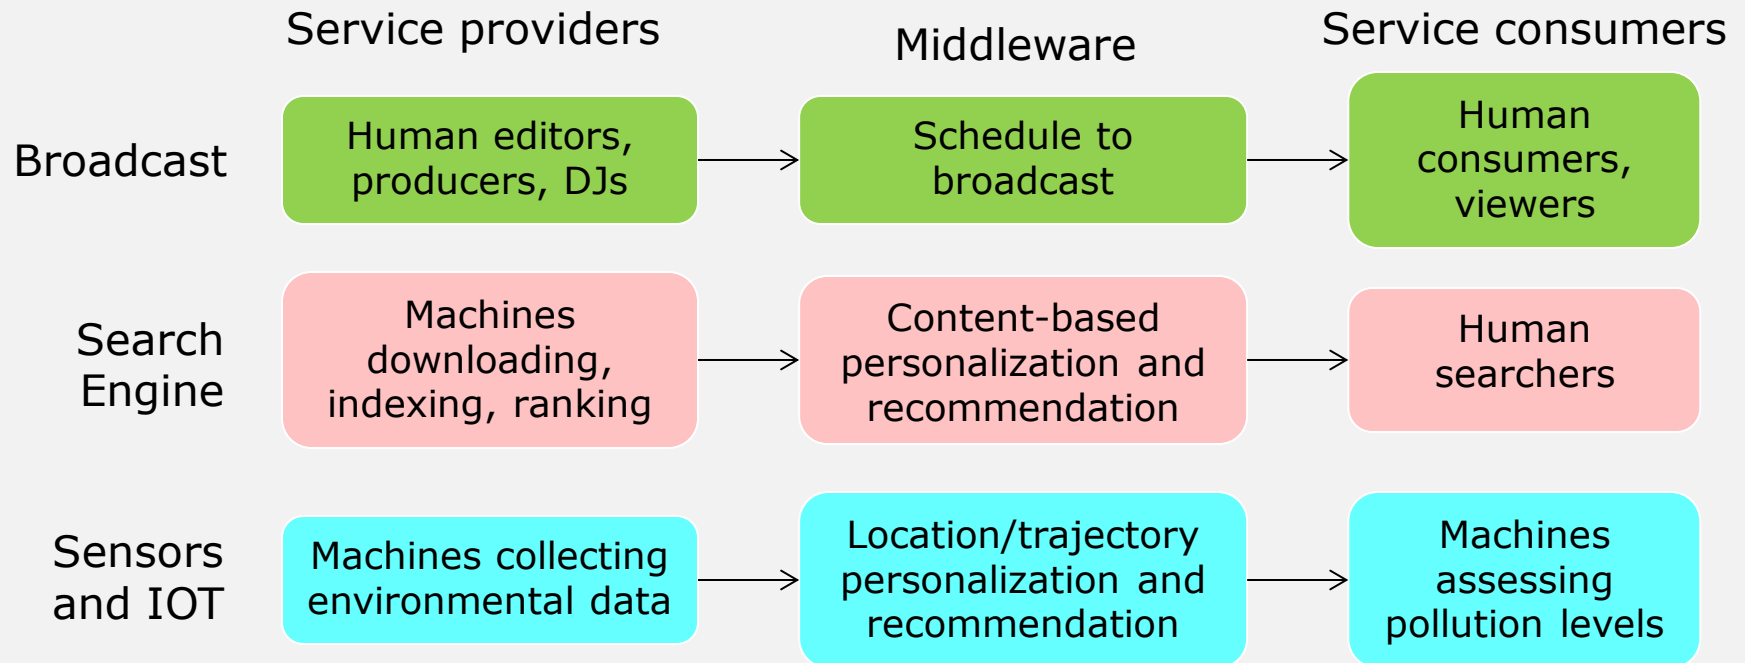 Service providers
Middleware
Service consumers
Broadcast
Human editors,
producers, DJs
Schedule to
broadcast
Human
consumers,
viewers
Search
Engine
Machines
downloading,
indexing, ranking
Content-based
personalization and
recommendation
Human
searchers
Sensors
and IOT
Machines collecting
environmental data
Location/trajectory
personalization and
recommendation
Machines
assessing
pollution levels